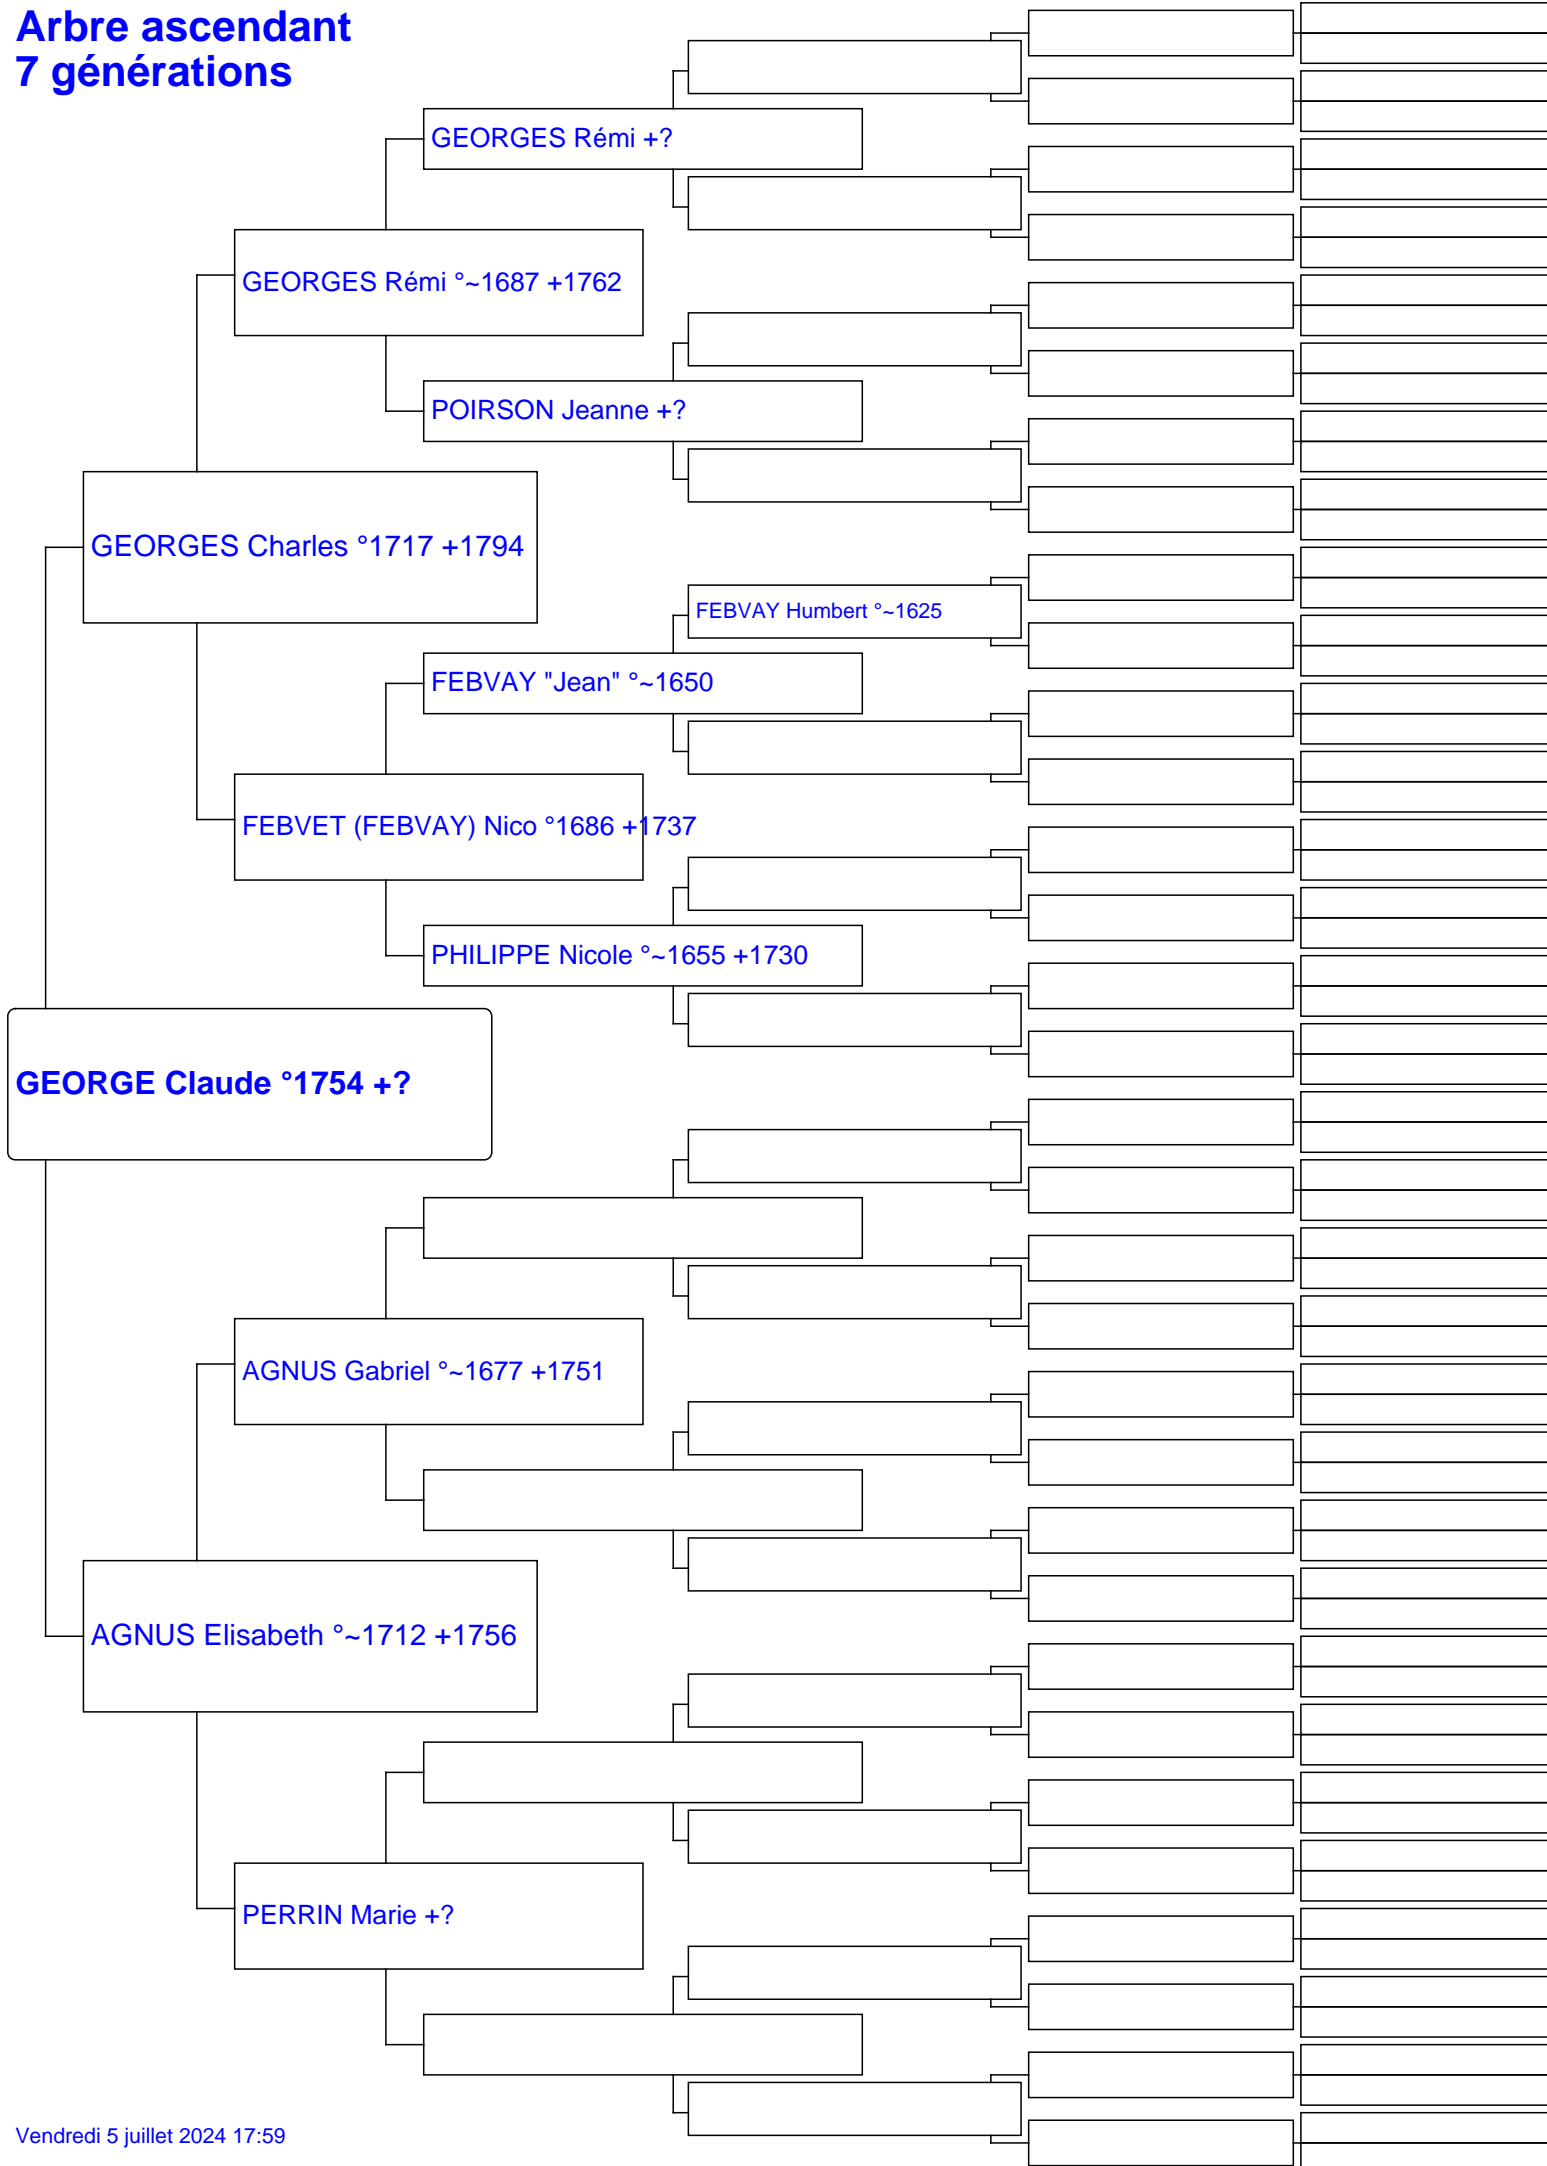 Arbre ascendant
7 générations
GEORGES Rémi +?
GEORGES Rémi °~1687 +1762
POIRSON Jeanne +?
GEORGES Charles °1717 +1794
FEBVAY Humbert °~1625
FEBVAY "Jean" °~1650
FEBVET (FEBVAY) Nico °1686 +1737
PHILIPPE Nicole °~1655 +1730
GEORGE Claude °1754 +?
AGNUS Gabriel °~1677 +1751
AGNUS Elisabeth °~1712 +1756
PERRIN Marie +?
Vendredi 5 juillet 2024 17:59